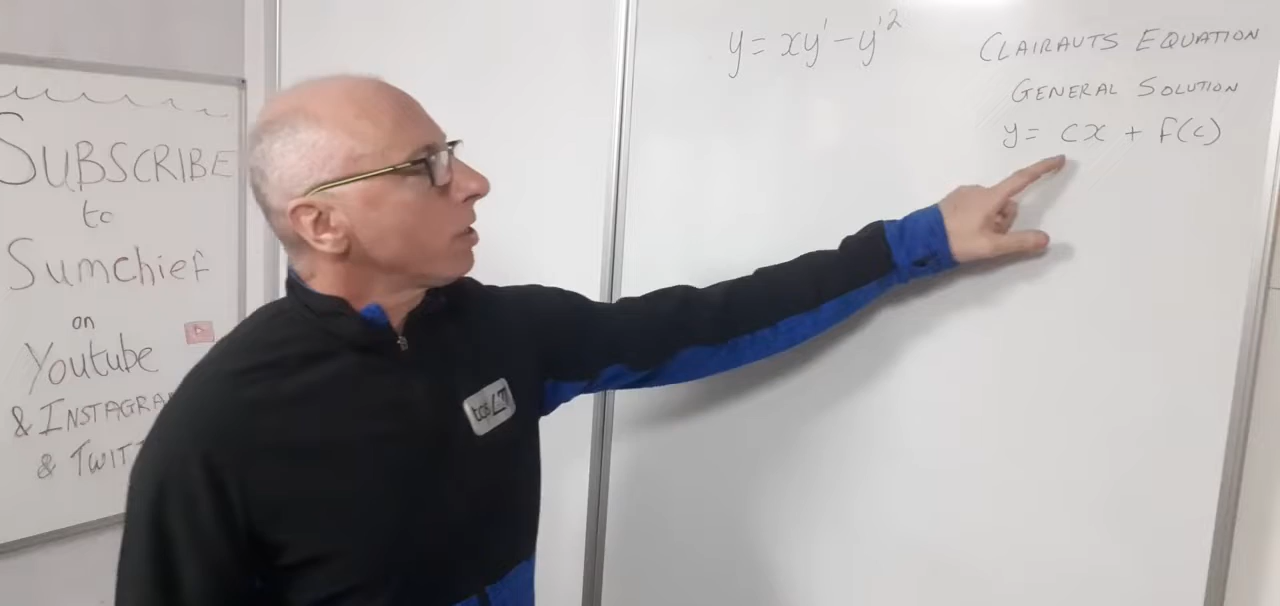 SUBSCRIBE
to
Sumchief
on
Youtube
& INSTAGRA
& TWIT
y = xy' - y'²
CLAIRAUTS EQUATION
GENERAL SOLUTION
y = cx + f(c)